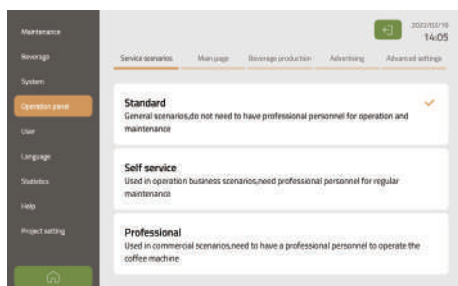 Maintenance
Beverage
System
Operation panel
User
Language
Statistics
Help
Project setting
14:05
Service scenarios Main page Beverage production Advertising Advanced settings
Standard
General scenarios,do not need to have professional personnel for operation and
maintenance
Self service
Used in operation business scenarios,need professional personnel for regular
maintenance
Professional
Used in commercial scenarios,need to have a professional personnel to operate the
coffee machine